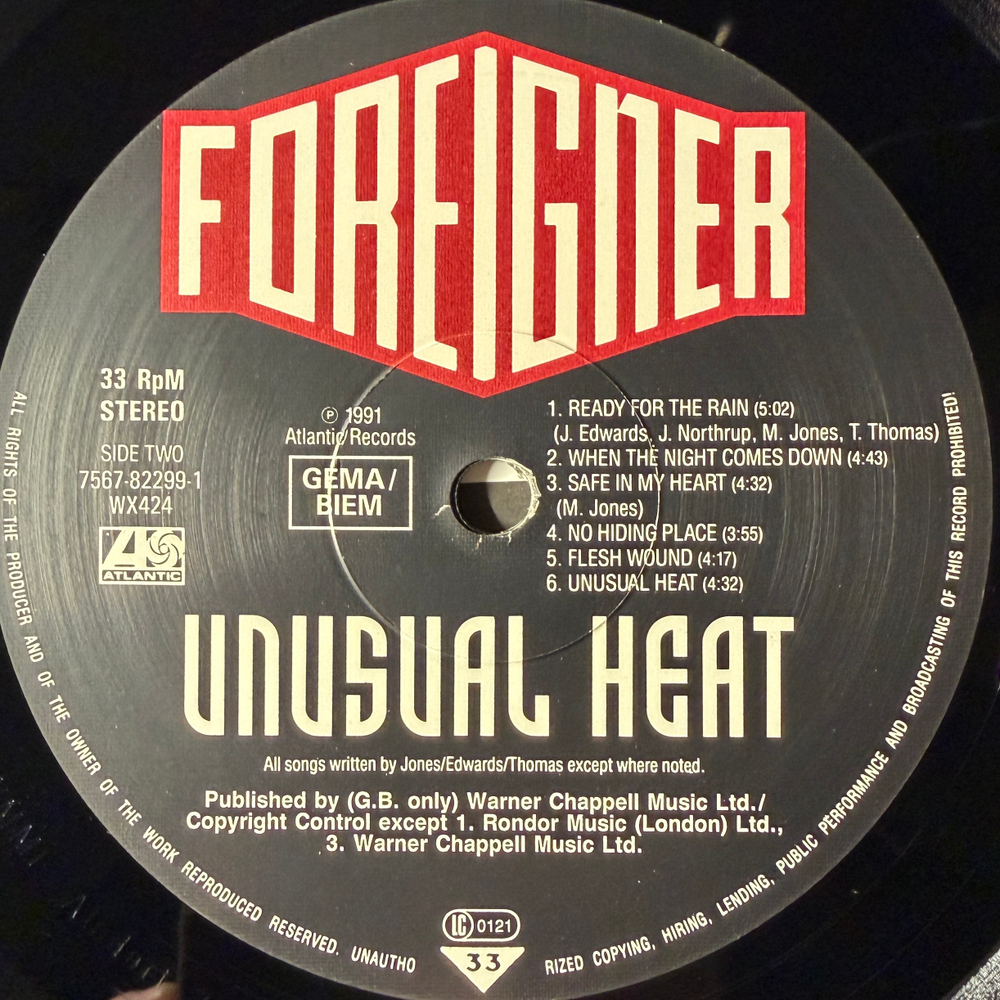 FOREIGNER
33 RpM
STEREO
SIDE TWO
7567-82299-1
WX424
ATLANTIC
℗ 1991
Atlantic Records
GEMA/
BIEM
1. READY FOR THE RAIN (5:02)
(J. Edwards, J. Northrup, M. Jones, T. Thomas)
2. WHEN THE NIGHT COMES DOWN (4:43)
3. SAFE IN MY HEART (4:32)
(M. Jones)
4. NO HIDING PLACE (3:55)
5. FLESH WOUND (4:17)
6. UNUSUAL HEAT (4:32)
UNUSUAL HEAT
All songs written by Jones/Edwards/Thomas except where noted.
Published by (G.B. only) Warner Chappell Music Ltd./
Copyright Control except 1. Rondor Music (London) Ltd.,
3. Warner Chappell Music Ltd.
LC 0121
33
ALL RIGHTS OF THE PRODUCER AND OF THE OWNER OF THE WORK REPRODUCED RESERVED. UNAUTHO
RIZED COPYING, HIRING, LENDING, PUBLIC PERFORMANCE AND BROADCASTING OF THIS RECORD PROHIBITED!